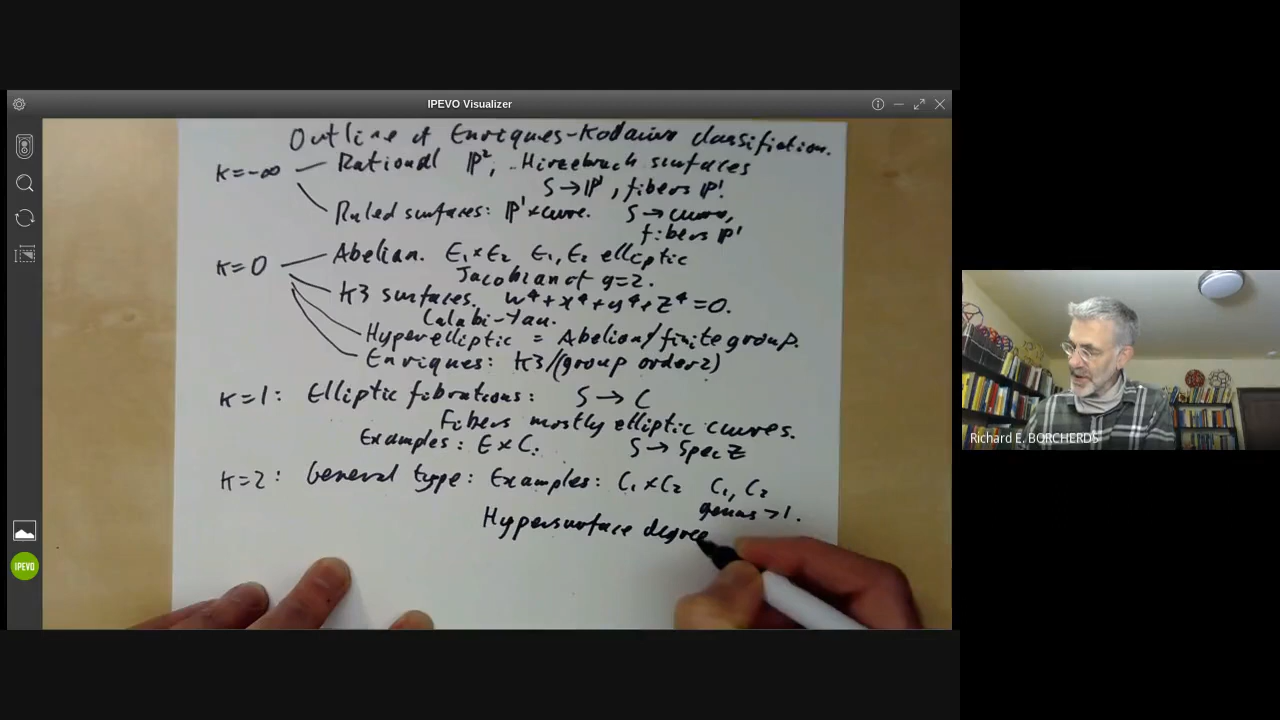 IPEVO Visualizer
Outline of Enriques-Kodaira classifiction.
κ=-∞ — Rational P², Hirzebruch surfaces
S → P¹, fibers P¹.
Ruled surfaces: P¹×curve. S → curve,
fibers P¹
κ=0 — Abelian. E₁×E₂ E₁, E₂ elliptic
Jacobian of g=2.
K3 surfaces. w⁴+x⁴+y⁴+z⁴=0.
Calabi-Yau.
Hyperelliptic = Abelian/finite group.
Enriques: K3/(group order 2)
κ=1: Elliptic fibrations: S → C
Fibers mostly elliptic curves.
Examples: E×C. S → Spec Z
κ=2: General type: Examples: C₁×C₂ C₁, C₂
genus >1.
Hypersurface degree
IPEVO
Richard E. BORCHERDS